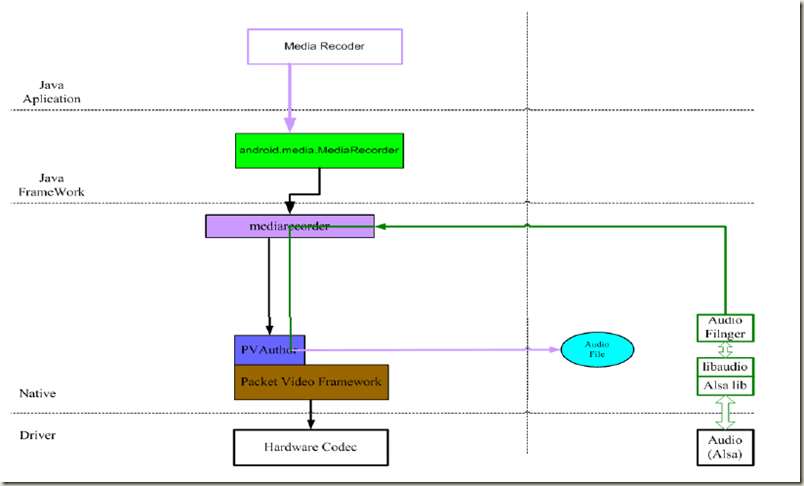 Media Recoder
Java
Aplication
android.media.MediaRecorder
Java
FrameWork
mediarecorder
Audio
Filnger
PVAuthor
Audio
File
libaudio
Packet Video Framework
Alsa lib
Native
Driver
Hardware Codec
Audio
(Alsa)